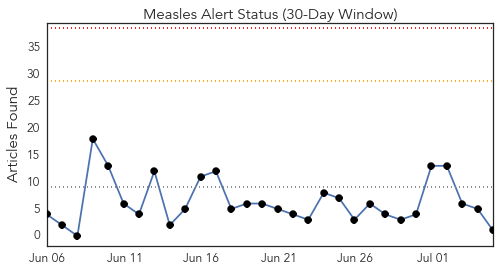 Measles Alert Status (30-Day Window)
Articles Found
35
30
25
20
15
10
5
0
Jun 06
Jun 11
Jun 16
Jun 21
Jun 26
Jul 01